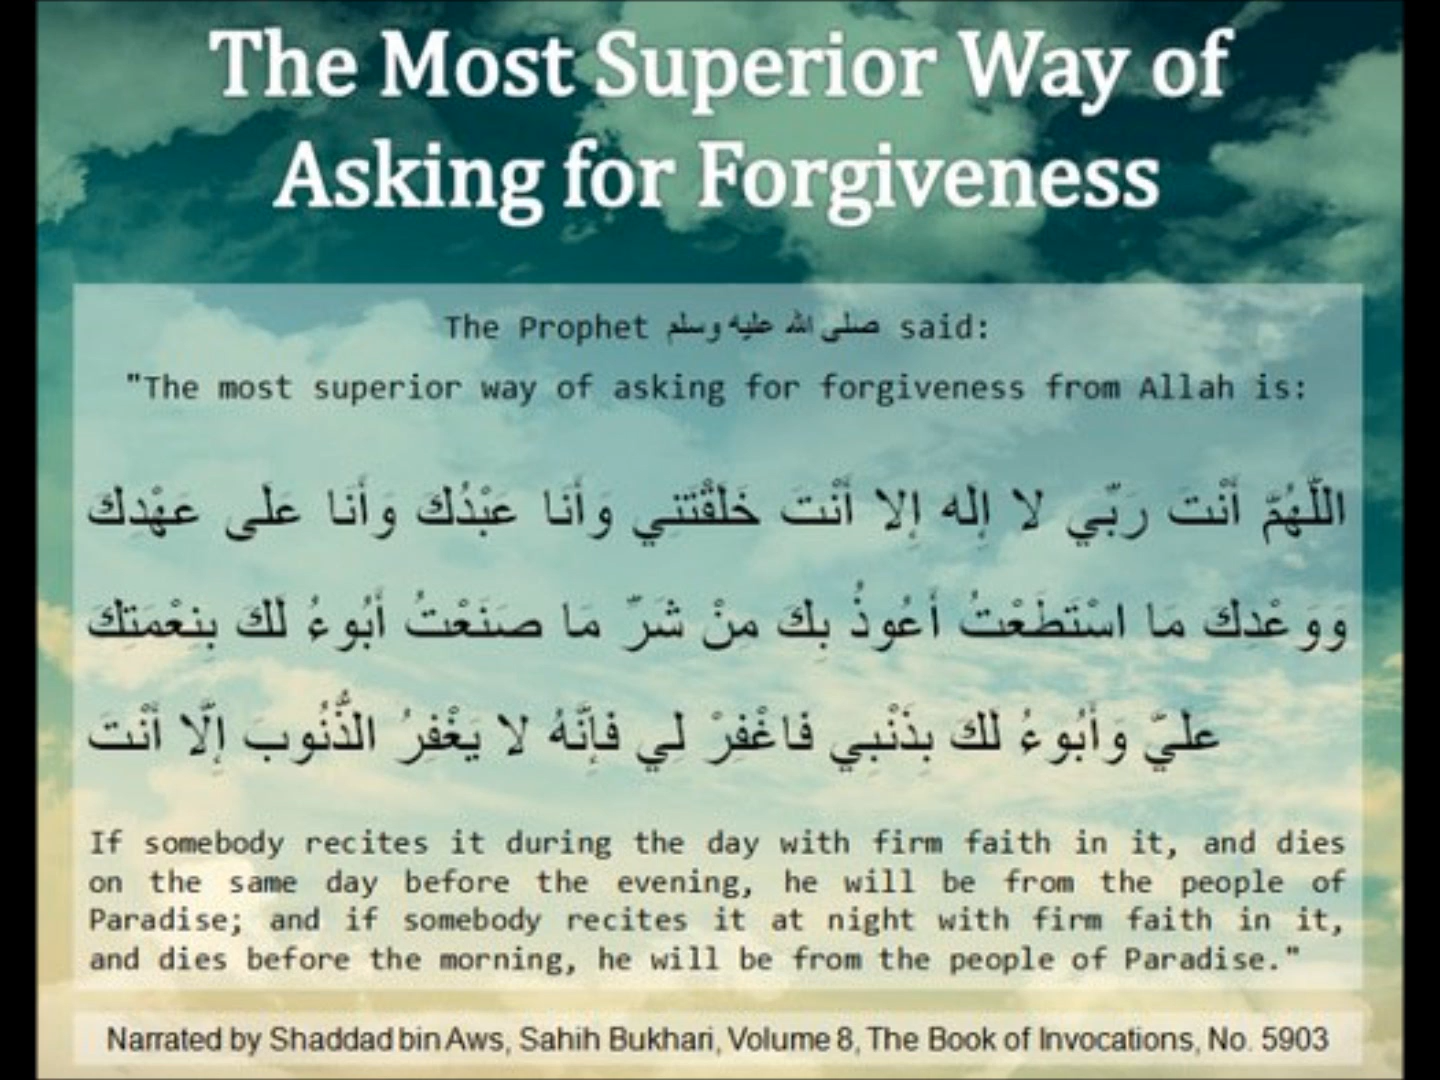 The Most Superior Way of
Asking for Forgiveness
The Prophet صلى الله عليه وسلم said:
"The most superior way of asking for forgiveness from Allah is:
اللَّهُمَّ أَنْتَ رَبِّي لا إِلَه إِلا أَنْتَ خَلَقْتَنِي وَأَنَا عَبْدُكَ وَأَنَا عَلَى عَهْدِكَ
وَوَعْدِكَ مَا اسْتَطَعْتُ أَعُوذُ بِكَ مِنْ شَرِّ مَا صَنَعْتُ أَبُوءُ لَكَ بِنِعْمَتِكَ
عليّ وَأَبُوءُ لَكَ بِذَنْبِي فَاغْفِرْ لِي فَإِنَّهُ لا يَغْفِرُ الذُّنُوبَ إِلَّا أَنْتَ
If somebody recites it during the day with firm faith in it, and dies
on the same day before the evening, he will be from the people of
Paradise; and if somebody recites it at night with firm faith in it,
and dies before the morning, he will be from the people of Paradise."
Narrated by Shaddad bin Aws, Sahih Bukhari, Volume 8, The Book of Invocations, No. 5903